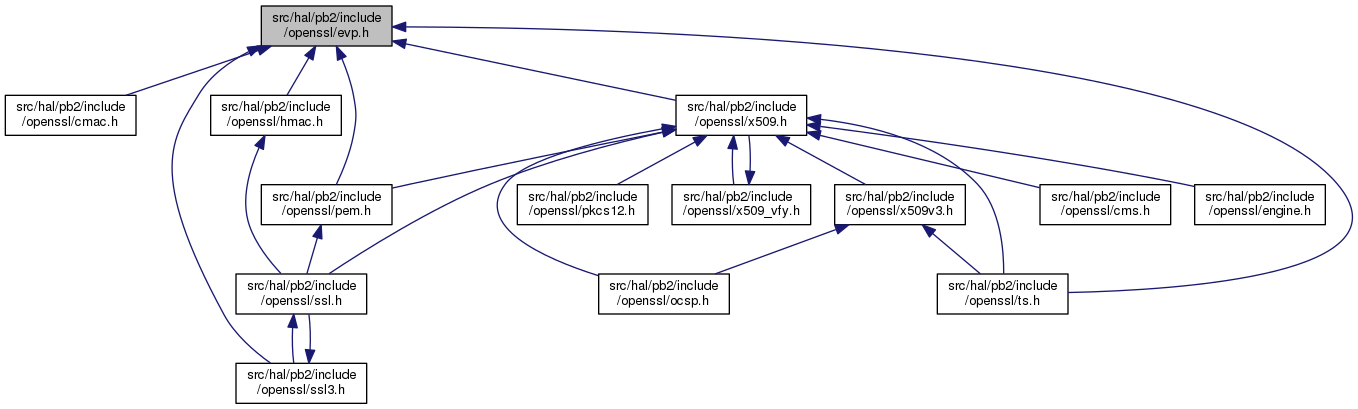 src/hal/pb2/include
/openssl/evp.h
src/hal/pb2/include
/openssl/cmac.h
src/hal/pb2/include
/openssl/hmac.h
src/hal/pb2/include
/openssl/x509.h
src/hal/pb2/include
/openssl/pem.h
src/hal/pb2/include
/openssl/pkcs12.h
src/hal/pb2/include
/openssl/x509_vfy.h
src/hal/pb2/include
/openssl/x509v3.h
src/hal/pb2/include
/openssl/cms.h
src/hal/pb2/include
/openssl/engine.h
src/hal/pb2/include
/openssl/ssl.h
src/hal/pb2/include
/openssl/ocsp.h
src/hal/pb2/include
/openssl/ts.h
src/hal/pb2/include
/openssl/ssl3.h